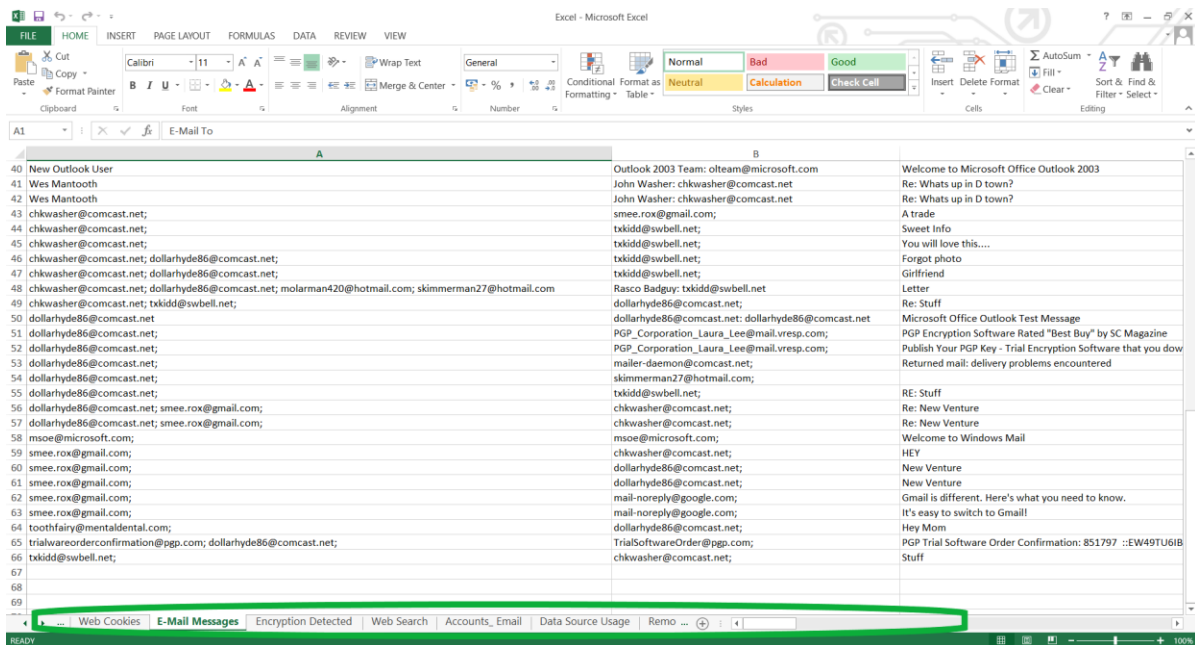 Excel - Microsoft Excel
FILE HOME INSERT PAGE LAYOUT FORMULAS DATA REVIEW VIEW
Cut
Copy
Format Painter
Paste
Clipboard
Calibri 11
B I U
Font
Wrap Text
Merge & Center
Alignment
General
$ % ,
Number
Conditional Formatting
Format as Table
Normal Bad Good
Neutral Calculation Check Cell
Styles
Insert Delete Format
Cells
AutoSum
Fill
Clear
Sort & Filter
Find & Select
Editing
A1 fx E-Mail To
A B
40 New Outlook User Outlook 2003 Team: olteam@microsoft.com Welcome to Microsoft Office Outlook 2003
41 Wes Mantooth John Washer: chkwasher@comcast.net Re: Whats up in D town?
42 Wes Mantooth John Washer: chkwasher@comcast.net Re: Whats up in D town?
43 chkwasher@comcast.net; smee.rox@gmail.com; A trade
44 chkwasher@comcast.net; txkidd@swbell.net; Sweet Info
45 chkwasher@comcast.net; txkidd@swbell.net; You will love this....
46 chkwasher@comcast.net; dollarhyde86@comcast.net; txkidd@swbell.net; Forgot photo
47 chkwasher@comcast.net; dollarhyde86@comcast.net; txkidd@swbell.net; Girlfriend
48 chkwasher@comcast.net; dollarhyde86@comcast.net; molarman420@hotmail.com; skimmerman27@hotmail.com Rasco Badguy: txkidd@swbell.net Letter
49 chkwasher@comcast.net; txkidd@swbell.net; dollarhyde86@comcast.net; Re: Stuff
50 dollarhyde86@comcast.net dollarhyde86@comcast.net: dollarhyde86@comcast.net Microsoft Office Outlook Test Message
51 dollarhyde86@comcast.net; PGP_Corporation_Laura_Lee@mail.vresp.com; PGP Encryption Software Rated "Best Buy" by SC Magazine
52 dollarhyde86@comcast.net; PGP_Corporation_Laura_Lee@mail.vresp.com; Publish Your PGP Key - Trial Encryption Software that you dow
53 dollarhyde86@comcast.net; mailer-daemon@comcast.net; Returned mail: delivery problems encountered
54 dollarhyde86@comcast.net; skimmerman27@hotmail.com;
55 dollarhyde86@comcast.net; txkidd@swbell.net; RE: Stuff
56 dollarhyde86@comcast.net; smee.rox@gmail.com; chkwasher@comcast.net; Re: New Venture
57 dollarhyde86@comcast.net; smee.rox@gmail.com; chkwasher@comcast.net; Re: New Venture
58 msoe@microsoft.com; msoe@microsoft.com; Welcome to Windows Mail
59 smee.rox@gmail.com; chkwasher@comcast.net; HEY
60 smee.rox@gmail.com; dollarhyde86@comcast.net; New Venture
61 smee.rox@gmail.com; dollarhyde86@comcast.net; New Venture
62 smee.rox@gmail.com; mail-noreply@google.com; Gmail is different. Here's what you need to know.
63 smee.rox@gmail.com; mail-noreply@google.com; It's easy to switch to Gmail!
64 toothfairy@mentaldental.com; dollarhyde86@comcast.net; Hey Mom
65 trialwareorderconfirmation@pgp.com; dollarhyde86@comcast.net; TrialSoftwareOrder@pgp.com; PGP Trial Software Order Confirmation: 851797 ::EW49TU6IB
66 txkidd@swbell.net; chkwasher@comcast.net; Stuff
67
68
69
... Web Cookies E-Mail Messages Encryption Detected Web Search Accounts_ Email Data Source Usage Remo ...
READY 100%